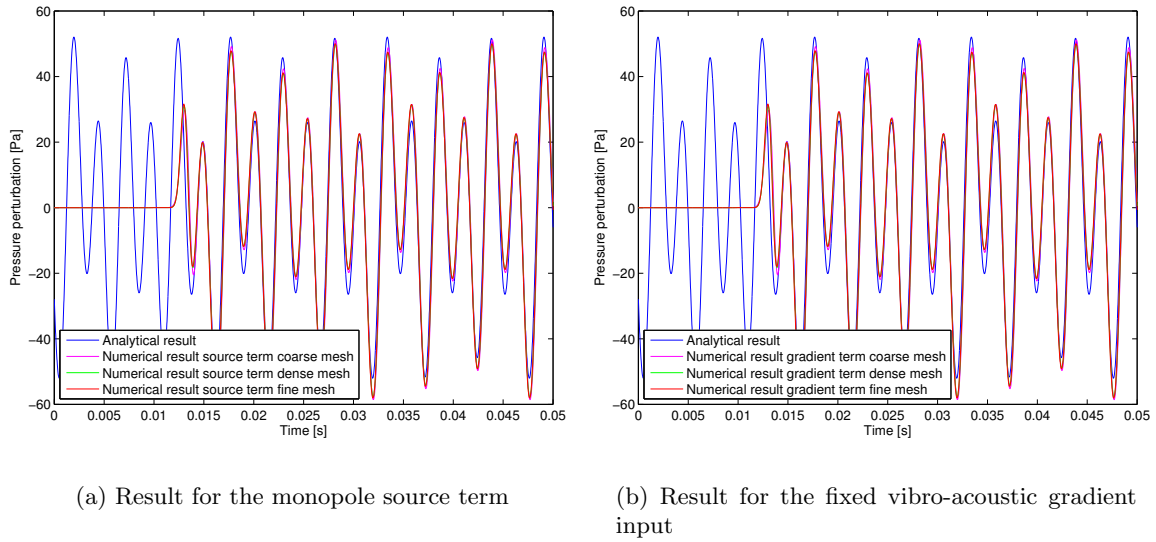 60
40
20
0
−20
−40
−60
Pressure perturbation [Pa]
Analytical result
Numerical result source term coarse mesh
Numerical result source term dense mesh
Numerical result source term fine mesh
0 0.005 0.01 0.015 0.02 0.025 0.03 0.035 0.04 0.045 0.05
Time [s]
(a) Result for the monopole source term
60
40
20
0
−20
−40
−60
Pressure perturbation [Pa]
Analytical result
Numerical result gradient term coarse mesh
Numerical result gradient term dense mesh
Numerical result gradient term fine mesh
0 0.005 0.01 0.015 0.02 0.025 0.03 0.035 0.04 0.045 0.05
Time [s]
(b) Result for the fixed vibro-acoustic gradient
input